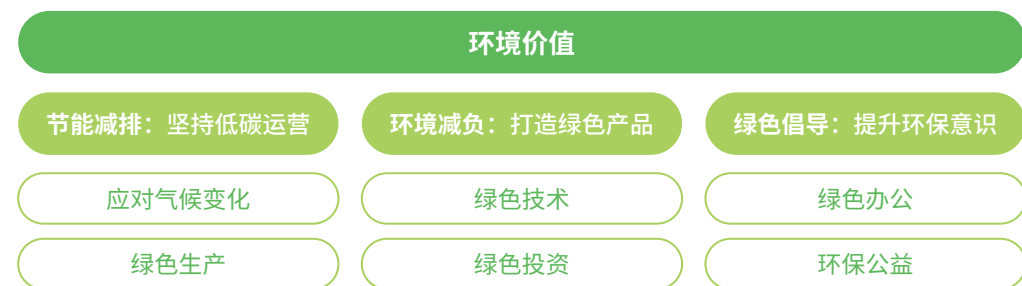 环境价值
节能减排：坚持低碳运营
环境减负：打造绿色产品
绿色倡导：提升环保意识
应对气候变化
绿色技术
绿色办公
绿色生产
绿色投资
环保公益